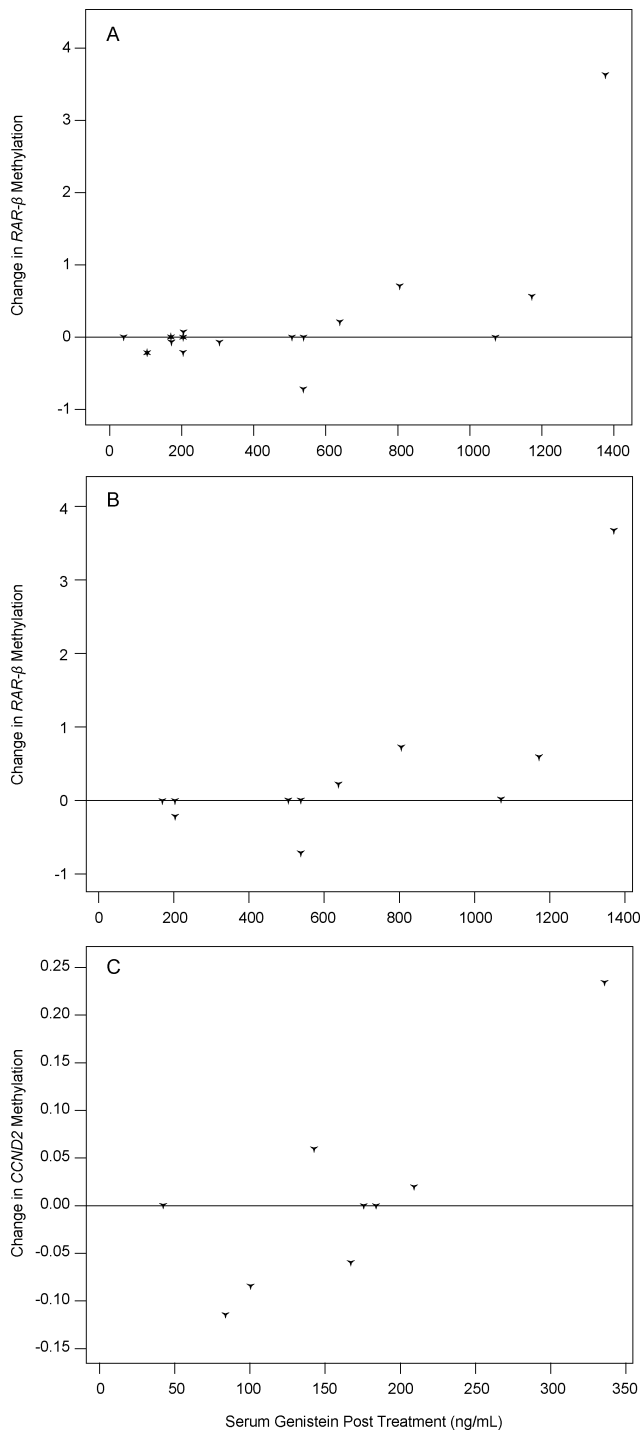 A
Change in RAR-β Methylation
4
3
2
1
0
-1
0 200 400 600 800 1000 1200 1400
B
Change in RAR-β Methylation
4
3
2
1
0
-1
0 200 400 600 800 1000 1200 1400
C
Change in CCND2 Methylation
0.25
0.20
0.15
0.10
0.05
0.00
-0.05
-0.10
-0.15
0 50 100 150 200 250 300 350
Serum Genistein Post Treatment (ng/mL)